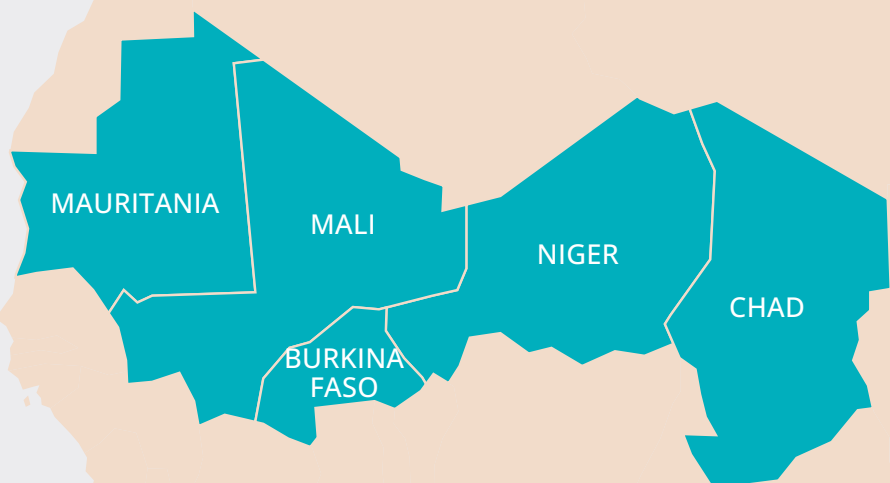 MAURITANIA
MALI
NIGER
CHAD
BURKINA
FASO